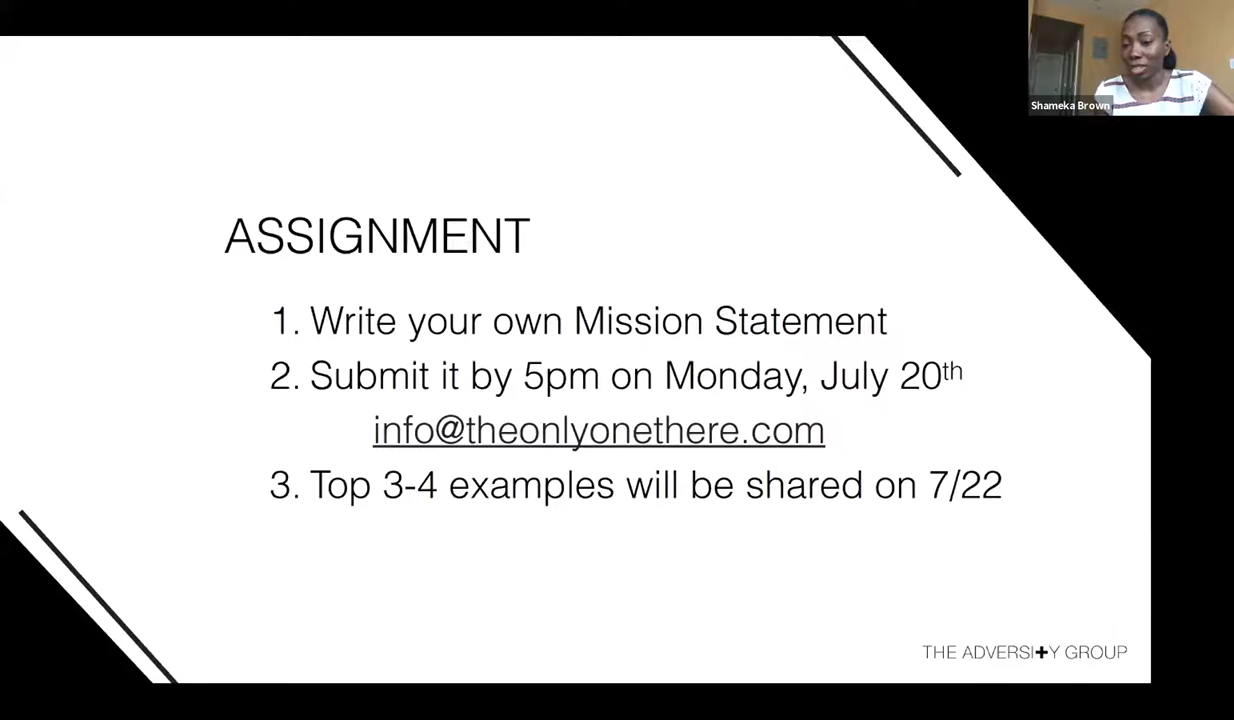 Shameka Brown
ASSIGNMENT
1. Write your own Mission Statement
2. Submit it by 5pm on Monday, July 20th
info@theonlyonethere.com
3. Top 3-4 examples will be shared on 7/22
THE ADVERSITY GROUP